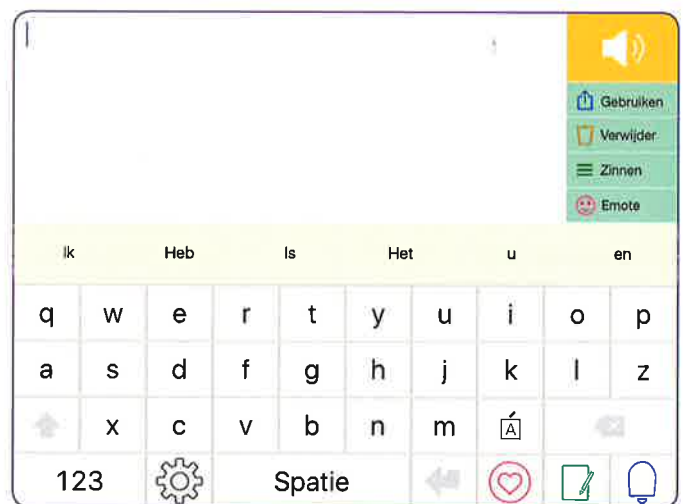 Gebruiken
Verwijder
Zinnen
Emote
Ik Heb Is Het u en
q w e r t y u i o p
a s d f g h j k l z
x c v b n m Á
123 Spatie